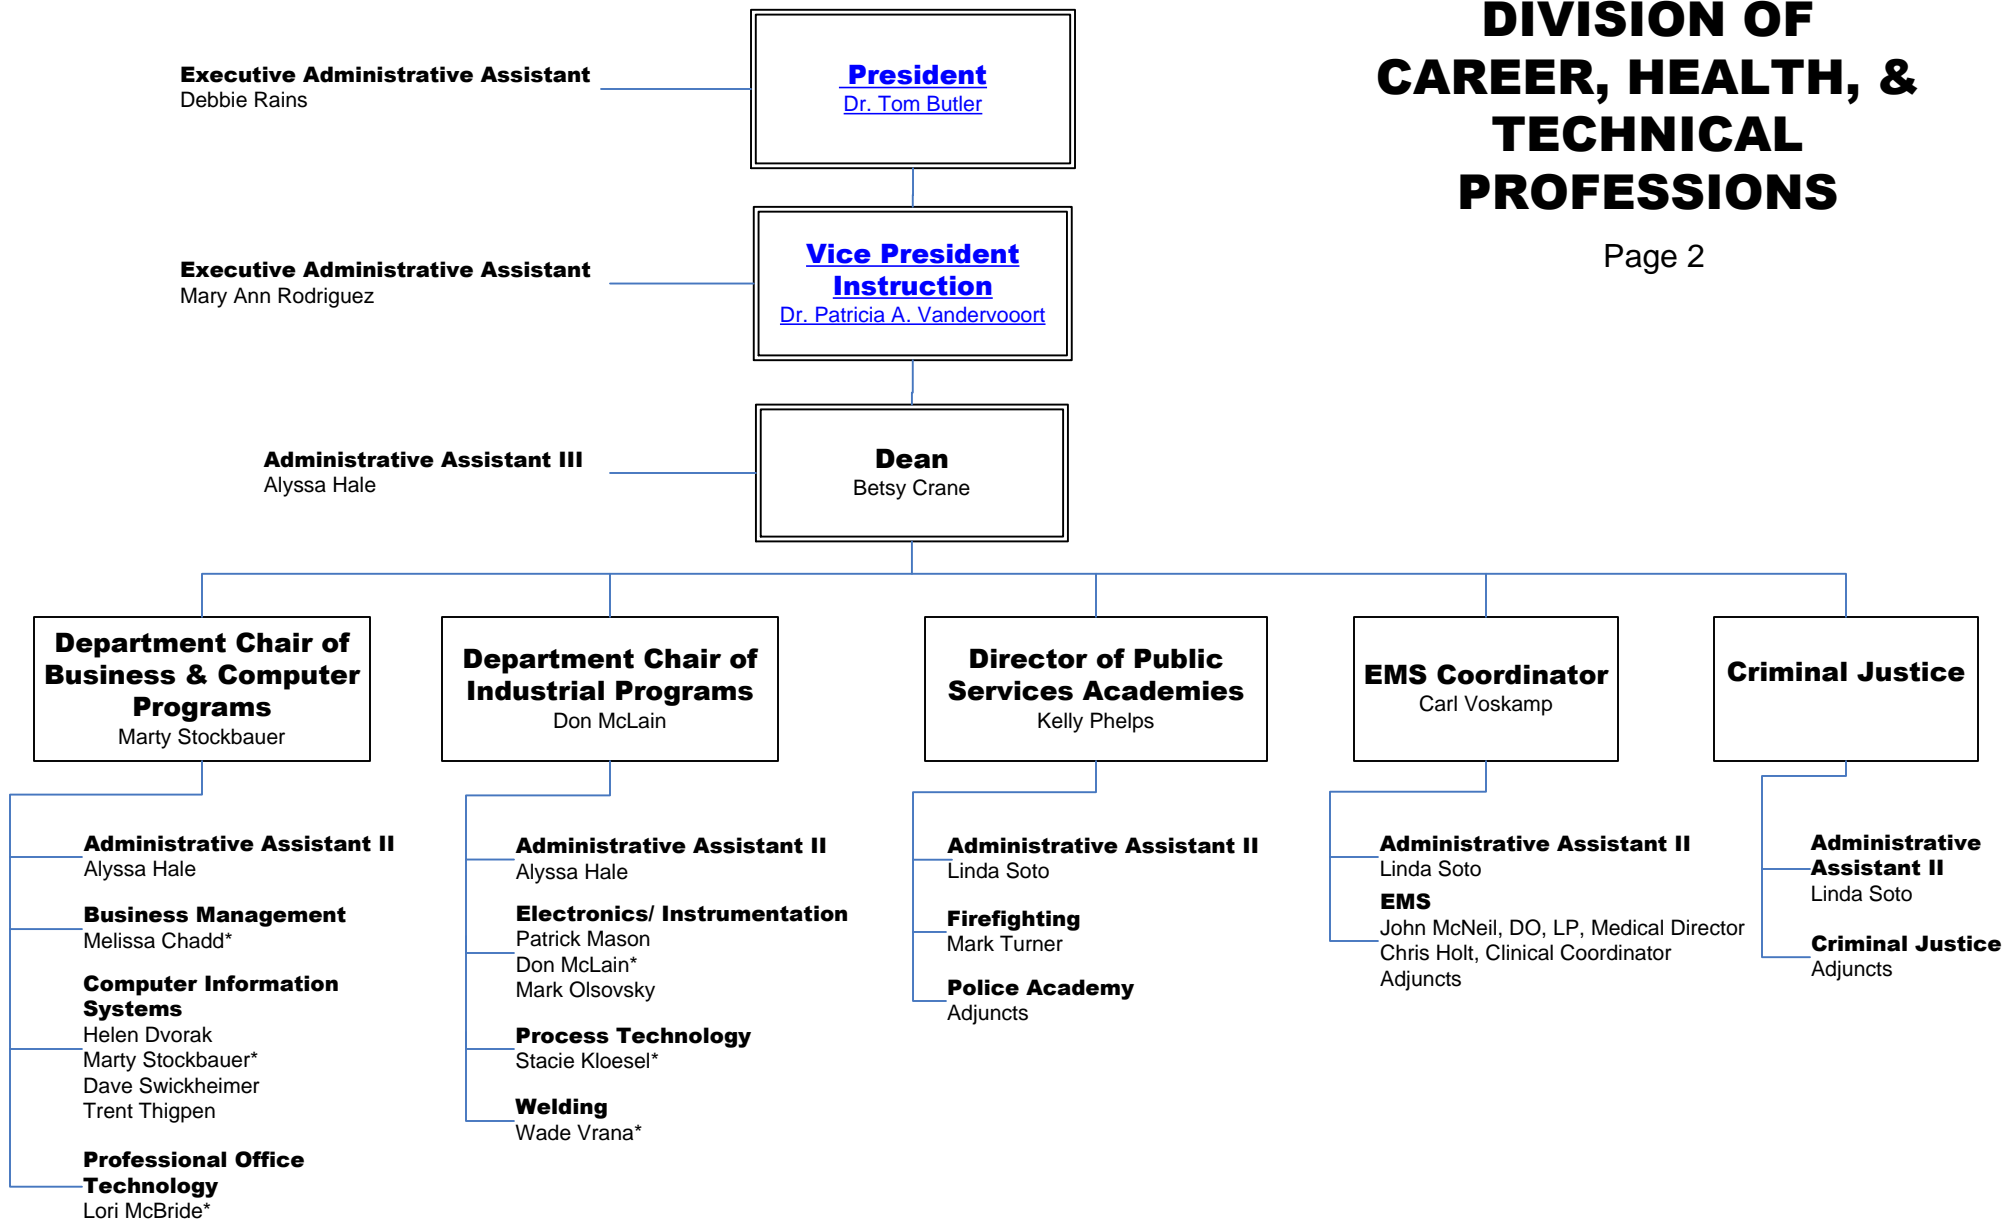 DIVISION OF
CAREER, HEALTH, &
TECHNICAL
PROFESSIONS
Page 2
Executive Administrative Assistant
Debbie Rains
President
Dr. Tom Butler
Executive Administrative Assistant
Mary Ann Rodriguez
Vice President
Instruction
Dr. Patricia A. Vandervooort
Administrative Assistant III
Alyssa Hale
Dean
Betsy Crane
Department Chair of
Business & Computer
Programs
Marty Stockbauer
Administrative Assistant II
Alyssa Hale
Business Management
Melissa Chadd*
Computer Information
Systems
Helen Dvorak
Marty Stockbauer*
Dave Swickheimer
Trent Thigpen
Professional Office
Technology
Lori McBride*
Department Chair of
Industrial Programs
Don McLain
Administrative Assistant II
Alyssa Hale
Electronics/ Instrumentation
Patrick Mason
Don McLain*
Mark Olsovsky
Process Technology
Stacie Kloesel*
Welding
Wade Vrana*
Director of Public
Services Academies
Kelly Phelps
Administrative Assistant II
Linda Soto
Firefighting
Mark Turner
Police Academy
Adjuncts
EMS Coordinator
Carl Voskamp
Administrative Assistant II
Linda Soto
EMS
John McNeil, DO, LP, Medical Director
Chris Holt, Clinical Coordinator
Adjuncts
Criminal Justice
Administrative
Assistant II
Linda Soto
Criminal Justice
Adjuncts